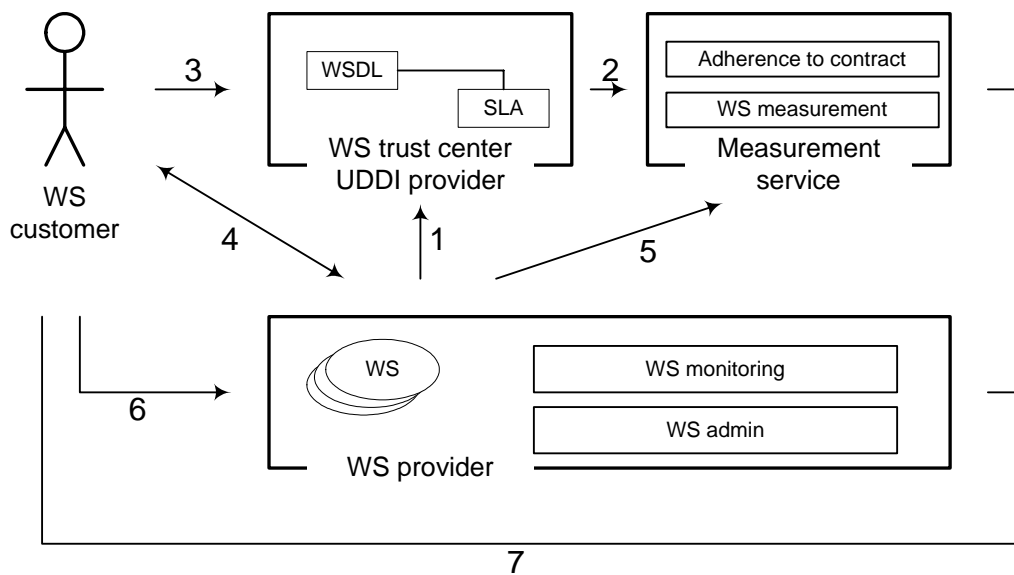 3
WSDL
SLA
WS trust center
UDDI provider
2
Adherence to contract
WS measurement
Measurement
service
WS
customer
4
1
5
6
WS
WS monitoring
WS admin
WS provider
7